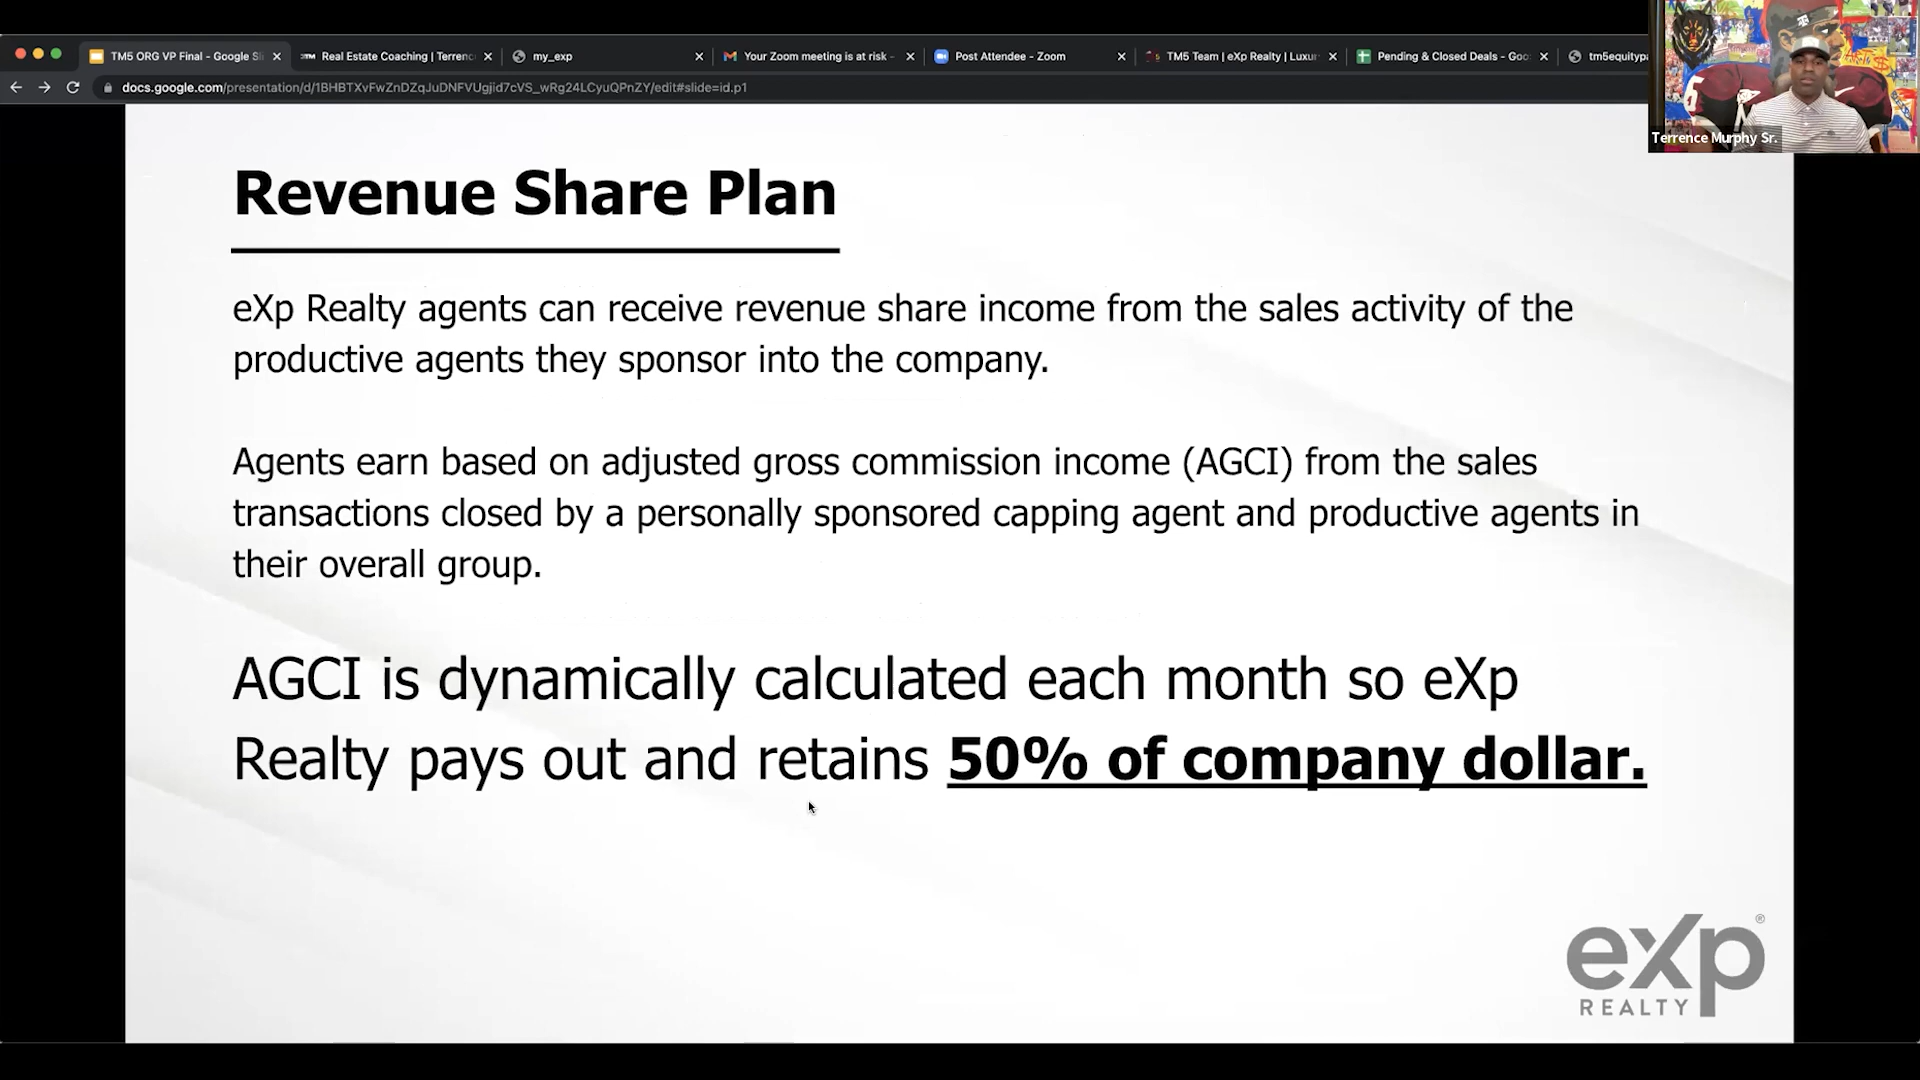 TM5 ORG VP Final - Google Sli
Real Estate Coaching | Terrenc
my_exp
Your Zoom meeting is at risk -
Post Attendee - Zoom
TM5 Team | eXp Realty | Luxur
Pending & Closed Deals - Goo
tm5equitypa
docs.google.com/presentation/d/1BHBTXvFwZnDZqJuDNFVUgjid7cVS_wRg24LCyuQPnZY/edit#slide=id.p1
Terrence Murphy Sr.
Revenue Share Plan
eXp Realty agents can receive revenue share income from the sales activity of the
productive agents they sponsor into the company.
Agents earn based on adjusted gross commission income (AGCI) from the sales
transactions closed by a personally sponsored capping agent and productive agents in
their overall group.
AGCI is dynamically calculated each month so eXp
Realty pays out and retains 50% of company dollar.
eXp®
REALTY